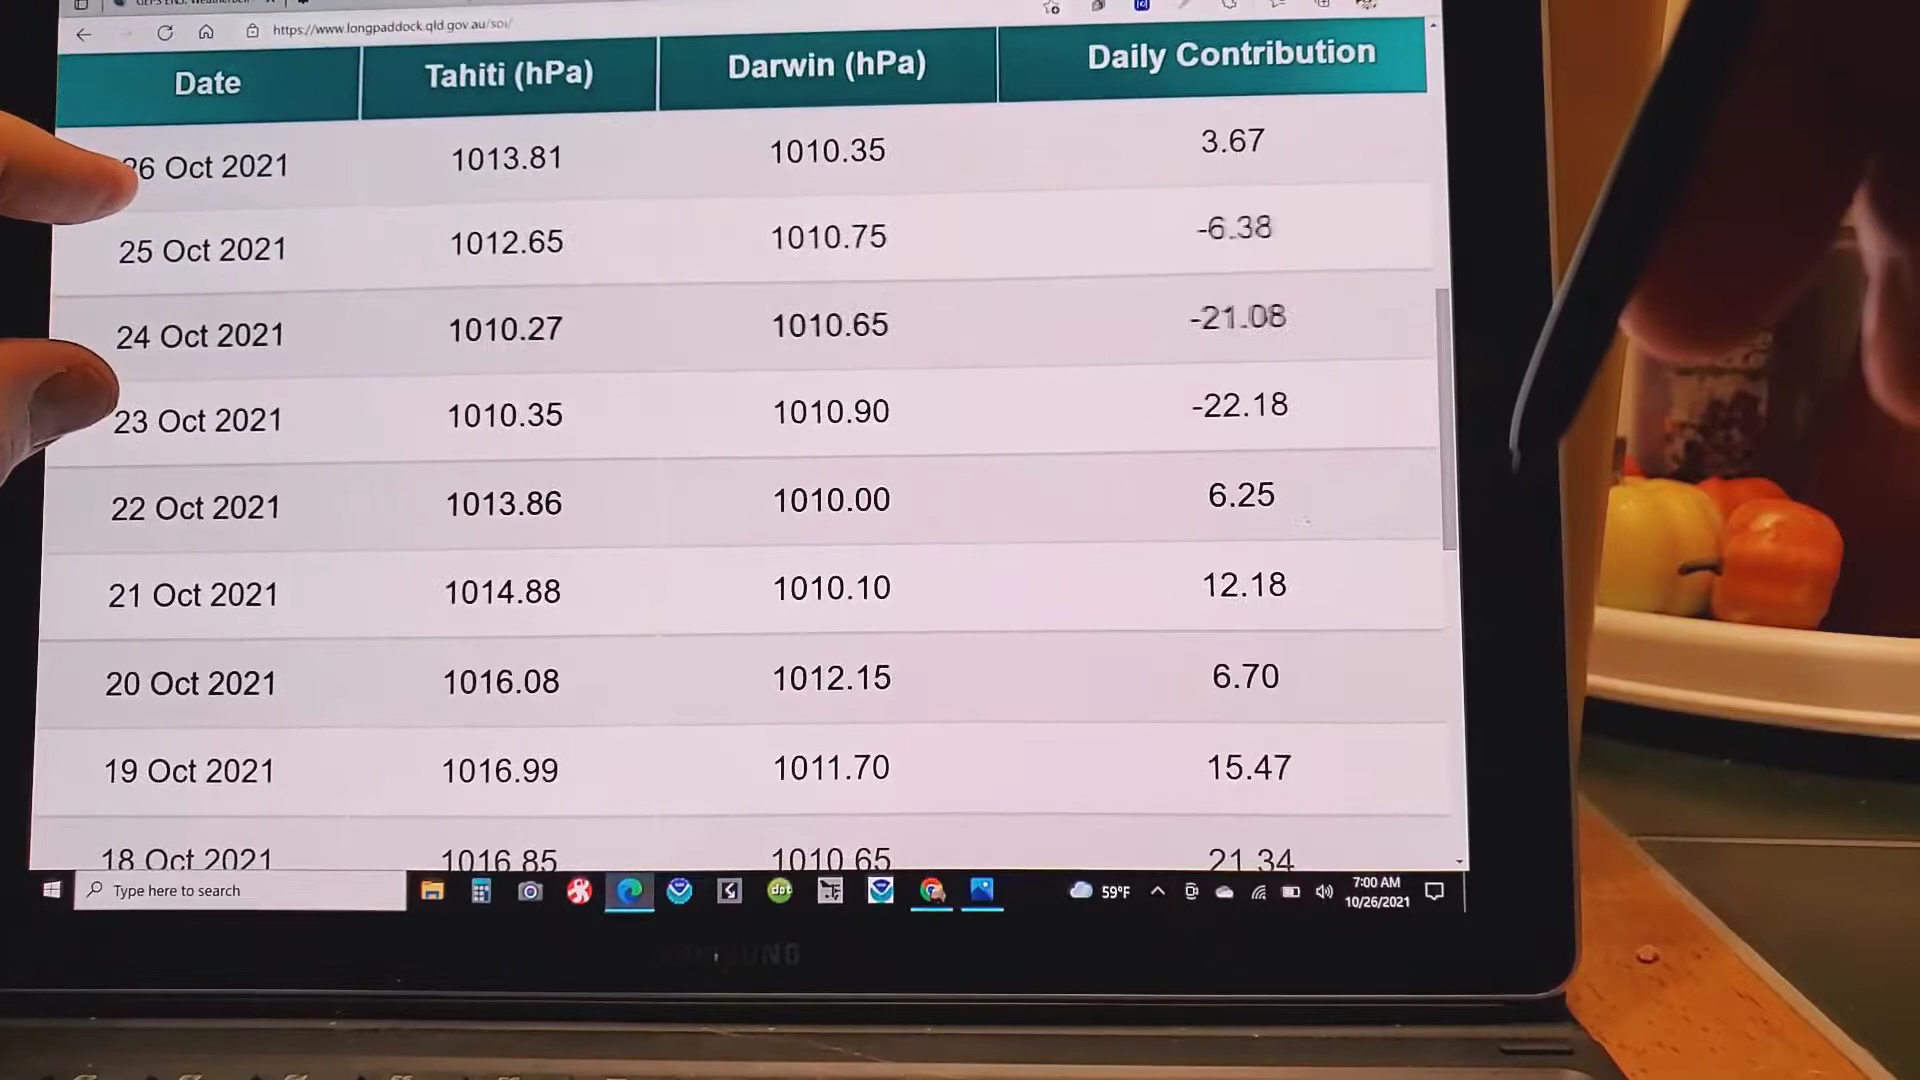 https://www.longpaddock.qld.gov.au/soi/
Date Tahiti (hPa) Darwin (hPa) Daily Contribution
26 Oct 2021 1013.81 1010.35 3.67
25 Oct 2021 1012.65 1010.75 -6.38
24 Oct 2021 1010.27 1010.65 -21.08
23 Oct 2021 1010.35 1010.90 -22.18
22 Oct 2021 1013.86 1010.00 6.25
21 Oct 2021 1014.88 1010.10 12.18
20 Oct 2021 1016.08 1012.15 6.70
19 Oct 2021 1016.99 1011.70 15.47
18 Oct 2021 1016.85 1010.65 21.34
Type here to search
dot
59°F
7:00 AM
10/26/2021
SAMSUNG